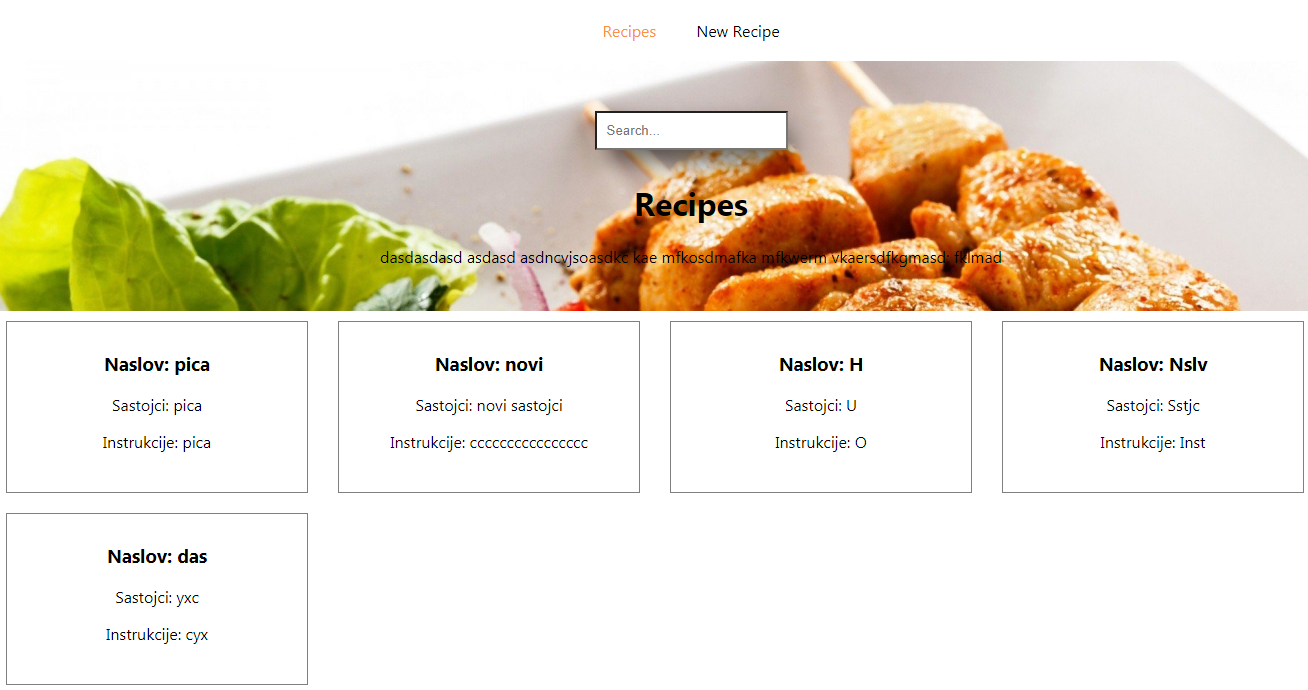 Recipes New Recipe
Search...
Recipes
dasdasdasd asdasd asdncvjsoasdkc kae mfkosdmafka mfkwerm vkaersdfkgmasd; fklmad
Naslov: pica
Sastojci: pica
Instrukcije: pica
Naslov: novi
Sastojci: novi sastojci
Instrukcije: cccccccccccccccc
Naslov: H
Sastojci: U
Instrukcije: O
Naslov: Nslv
Sastojci: Sstjc
Instrukcije: Inst
Naslov: das
Sastojci: yxc
Instrukcije: cyx